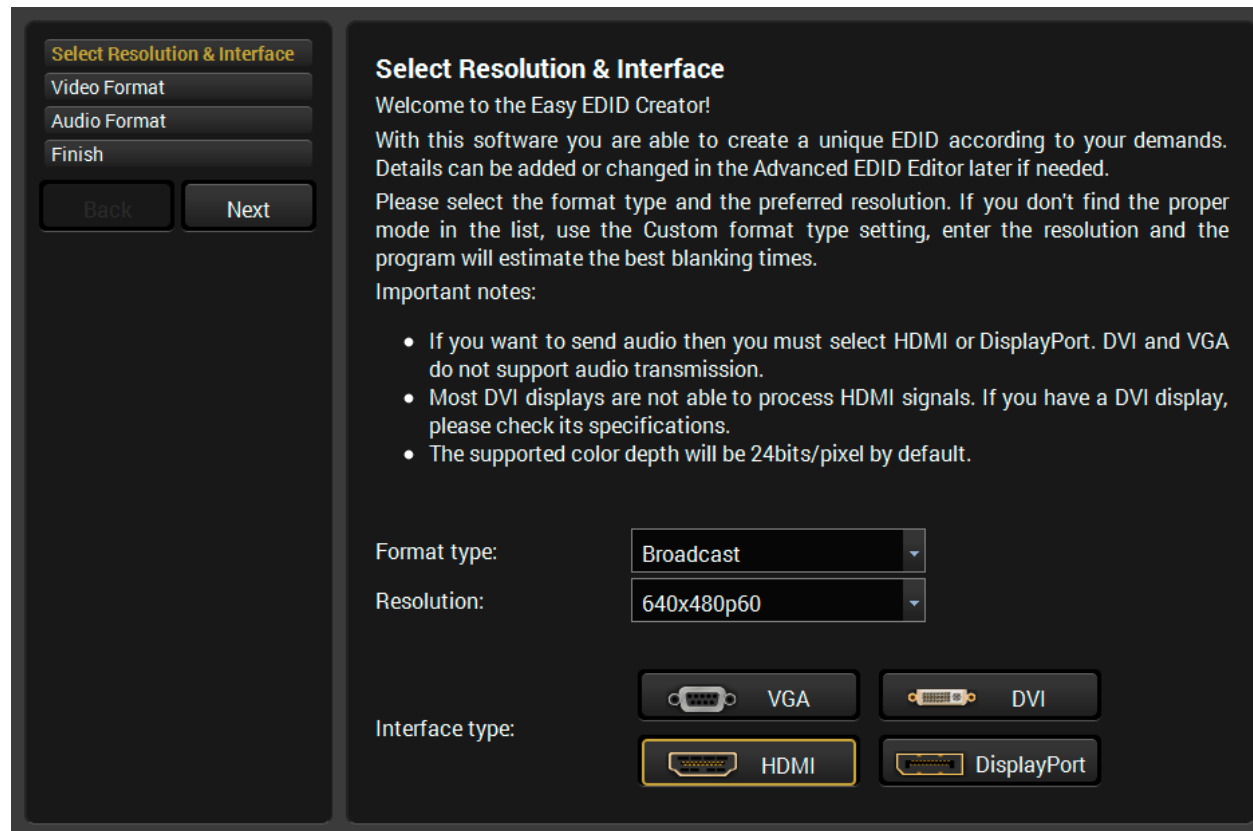 Select Resolution & Interface
Video Format
Audio Format
Finish
Back
Next
Select Resolution & Interface
Welcome to the Easy EDID Creator!
With this software you are able to create a unique EDID according to your demands.
Details can be added or changed in the Advanced EDID Editor later if needed.
Please select the format type and the preferred resolution. If you don't find the proper
mode in the list, use the Custom format type setting, enter the resolution and the
program will estimate the best blanking times.
Important notes:
• If you want to send audio then you must select HDMI or DisplayPort. DVI and VGA
do not support audio transmission.
• Most DVI displays are not able to process HDMI signals. If you have a DVI display,
please check its specifications.
• The supported color depth will be 24bits/pixel by default.
Format type:
Broadcast
Resolution:
640x480p60
Interface type:
VGA
DVI
HDMI
DisplayPort